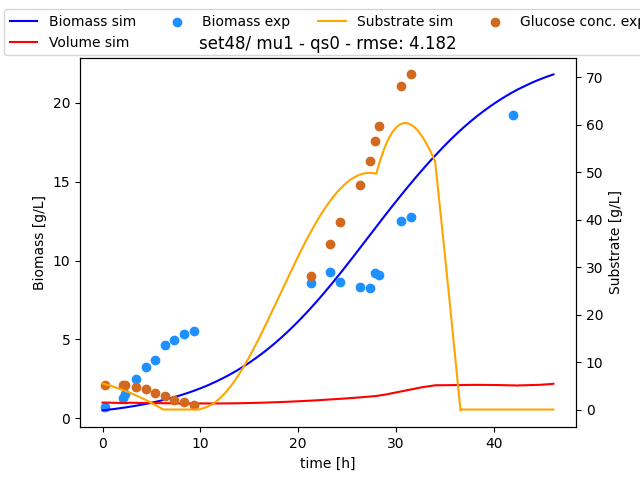 Biomass sim Biomass exp Substrate sim Glucose conc. exp
Volume sim
set48/ mu1 - qs0 - rmse: 4.182
20
15
10
5
0
Biomass [g/L]
70
60
50
40
30
20
10
0
Substrate [g/L]
0 10 20 30 40
time [h]